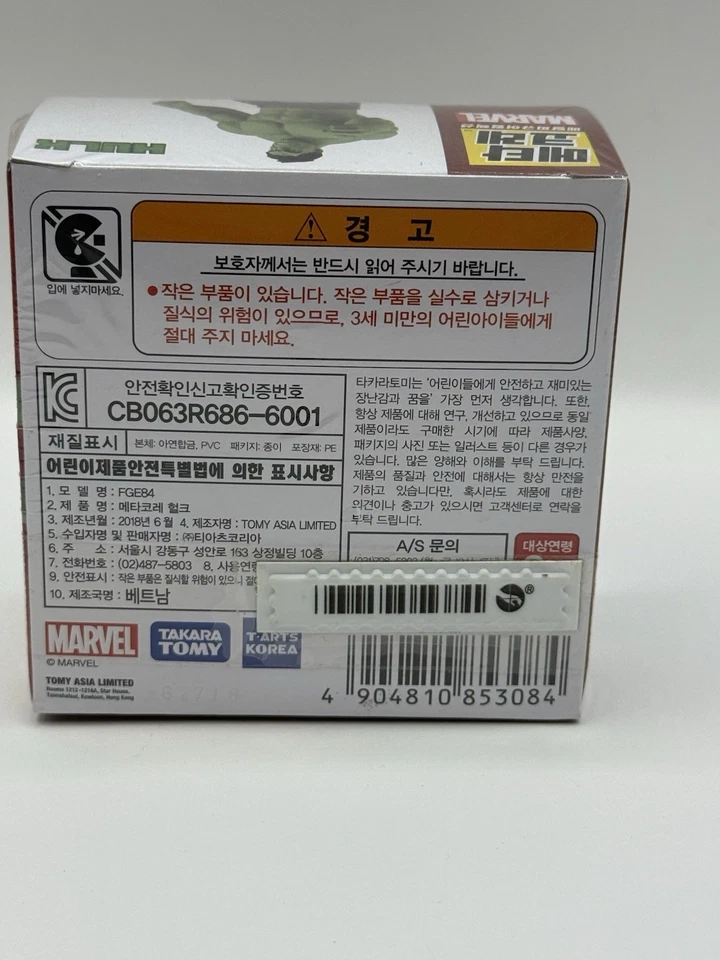 HULK
메타
코레
MARVEL
메탈 피규어 컬렉션
입에 넣지마세요.
경 고
보호자께서는 반드시 읽어 주시기 바랍니다.
●작은 부품이 있습니다. 작은 부품을 실수로 삼키거나
질식의 위험이 있으므로, 3세 미만의 어린아이들에게
절대 주지 마세요.
안전확인신고확인증번호
CB063R686-6001
재질표시 본체: 아연합금, PVC 패키지: 종이 포장재: PE
어린이제품안전특별법에 의한 표시사항
1. 모 델 명 : FGE84
2. 제 품 명 : 메타코레 헐크
3. 제조년월 : 2018년 6월 4. 제조자명 : TOMY ASIA LIMITED
5. 수입자명 및 판매자명 : ㈜티아츠코리아
6. 주 소 : 서울시 강동구 성안로 163 상정빌딩 10층
7. 전화번호 : (02)487-5803 8. 사용연
9. 안전표시 : 작은 부품은 질식할 위험이 있으니
10. 제조국명 : 베트남
타카라토미는 '어린이들에게 안전하고 재미있는
장난감과 꿈을' 가장 먼저 생각합니다. 또한,
항상 제품에 대해 연구, 개선하고 있으므로 동일
제품이라도 구매한 시기에 따라 제품사양,
패키지의 사진 또는 일러스트 등이 다른 경우가
있습니다. 많은 양해와 이해를 부탁 드립니다.
제품의 품질과 안전에 대해서는 항상 만전을
기하고 있습니다만, 혹시라도 제품에 대한
의견이나 충고가 있으시면 고객센터로 연락을
부탁 드립니다.
A/S 문의
대상연령
MARVEL
© MARVEL
TAKARA
TOMY
T-ARTS
KOREA
TOMY ASIA LIMITED
Rooms 1212-1216A, Star House,
Tsimshatsui, Kowloon, Hong Kong
®
4 904810 853084